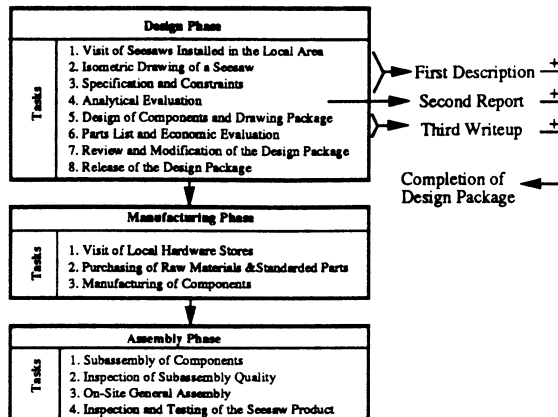 Design Phase
Tasks
1. Visit of Seesaws Installed in the Local Area
2. Isometric Drawing of a Seesaw
3. Specification and Constraints
4. Analytical Evaluation
5. Design of Components and Drawing Package
6. Parts List and Economic Evaluation
7. Review and Modification of the Design Package
8. Release of the Design Package
First Description +
Second Report +
Third Writeup +
Completion of
Design Package
Manufacturing Phase
Tasks
1. Visit of Local Hardware Stores
2. Purchasing of Raw Materials &Standarded Parts
3. Manufacturing of Components
Assembly Phase
Tasks
1. Subassembly of Components
2. Inspection of Subassembly Quality
3. On-Site General Assembly
4. Inspection and Testing of the Seesaw Product